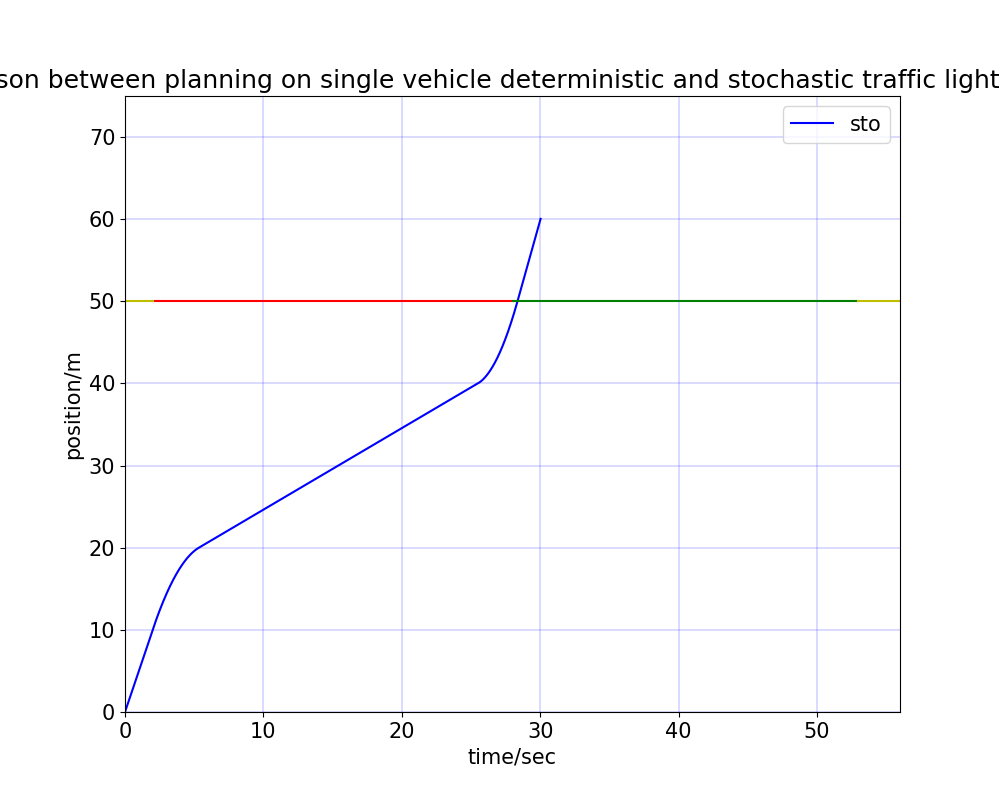 son between planning on single vehicle deterministic and stochastic traffic light
sto
70
60
50
40
30
20
10
0
position/m
0 10 20 30 40 50
time/sec